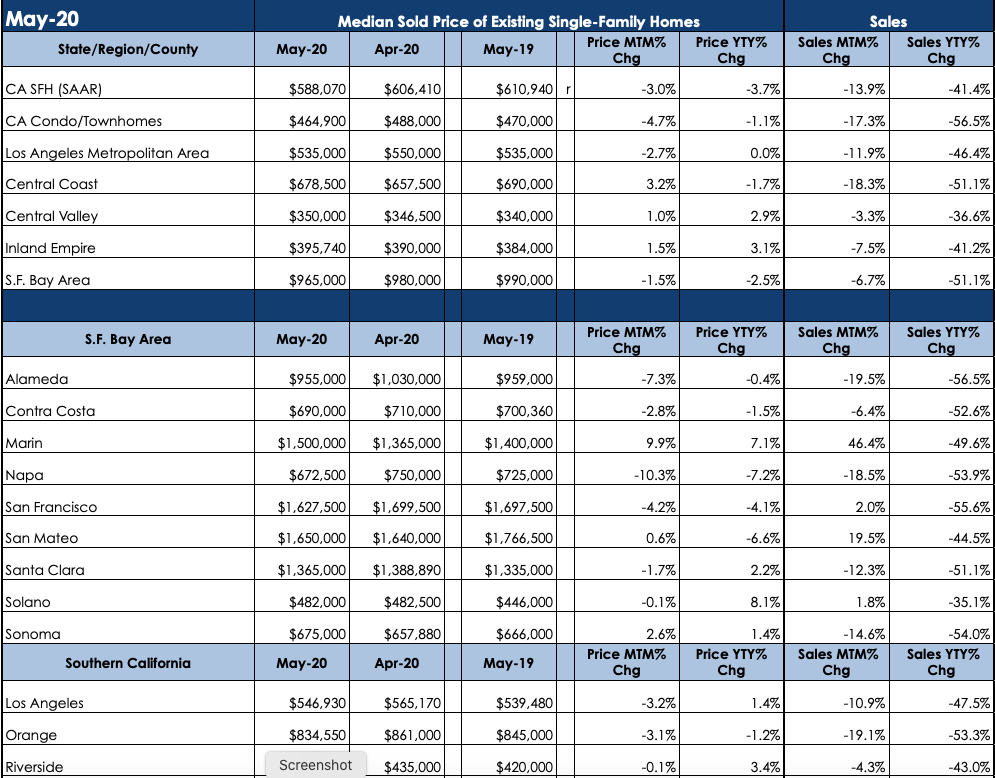 May-20 Median Sold Price of Existing Single-Family Homes Sales
State/Region/County May-20 Apr-20 May-19 Price MTM% Chg Price YTY% Chg Sales MTM% Chg Sales YTY% Chg
CA SFH (SAAR) $588,070 $606,410 $610,940 r -3.0% -3.7% -13.9% -41.4%
CA Condo/Townhomes $464,900 $488,000 $470,000 -4.7% -1.1% -17.3% -56.5%
Los Angeles Metropolitan Area $535,000 $550,000 $535,000 -2.7% 0.0% -11.9% -46.4%
Central Coast $678,500 $657,500 $690,000 3.2% -1.7% -18.3% -51.1%
Central Valley $350,000 $346,500 $340,000 1.0% 2.9% -3.3% -36.6%
Inland Empire $395,740 $390,000 $384,000 1.5% 3.1% -7.5% -41.2%
S.F. Bay Area $965,000 $980,000 $990,000 -1.5% -2.5% -6.7% -51.1%
S.F. Bay Area May-20 Apr-20 May-19 Price MTM% Chg Price YTY% Chg Sales MTM% Chg Sales YTY% Chg
Alameda $955,000 $1,030,000 $959,000 -7.3% -0.4% -19.5% -56.5%
Contra Costa $690,000 $710,000 $700,360 -2.8% -1.5% -6.4% -52.6%
Marin $1,500,000 $1,365,000 $1,400,000 9.9% 7.1% 46.4% -49.6%
Napa $672,500 $750,000 $725,000 -10.3% -7.2% -18.5% -53.9%
San Francisco $1,627,500 $1,699,500 $1,697,500 -4.2% -4.1% 2.0% -55.6%
San Mateo $1,650,000 $1,640,000 $1,766,500 0.6% -6.6% 19.5% -44.5%
Santa Clara $1,365,000 $1,388,890 $1,335,000 -1.7% 2.2% -12.3% -51.1%
Solano $482,000 $482,500 $446,000 -0.1% 8.1% 1.8% -35.1%
Sonoma $675,000 $657,880 $666,000 2.6% 1.4% -14.6% -54.0%
Southern California May-20 Apr-20 May-19 Price MTM% Chg Price YTY% Chg Sales MTM% Chg Sales YTY% Chg
Los Angeles $546,930 $565,170 $539,480 -3.2% 1.4% -10.9% -47.5%
Orange $834,550 $861,000 $845,000 -3.1% -1.2% -19.1% -53.3%
Riverside Screenshot $435,000 $420,000 -0.1% 3.4% -4.3% -43.0%